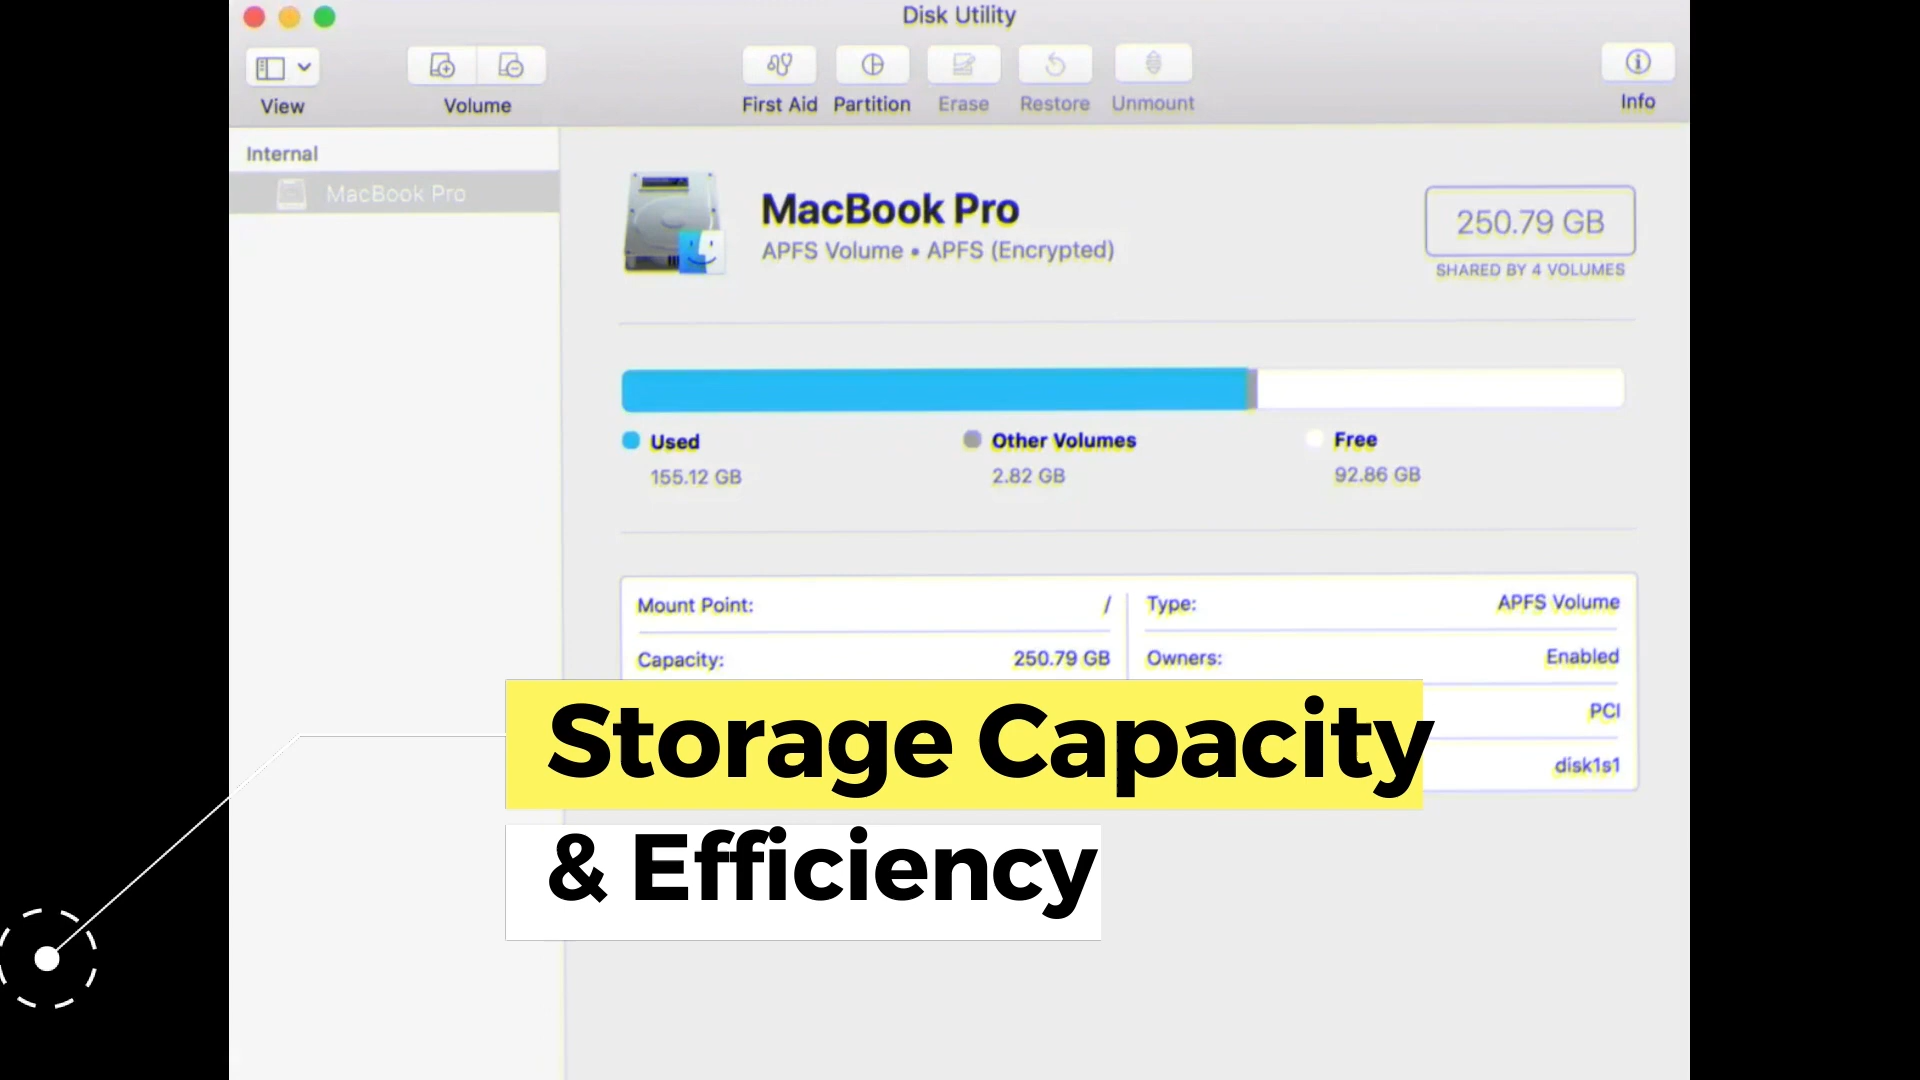 Disk Utility
View
Volume
First Aid
Partition
Erase
Restore
Unmount
Info
Internal
MacBook Pro
MacBook Pro
APFS Volume • APFS (Encrypted)
250.79 GB
SHARED BY 4 VOLUMES
Used
155.12 GB
Other Volumes
2.82 GB
Free
92.86 GB
Mount Point: /
Type: APFS Volume
Capacity: 250.79 GB
Owners: Enabled
PCI
disk1s1
Storage Capacity
& Efficiency